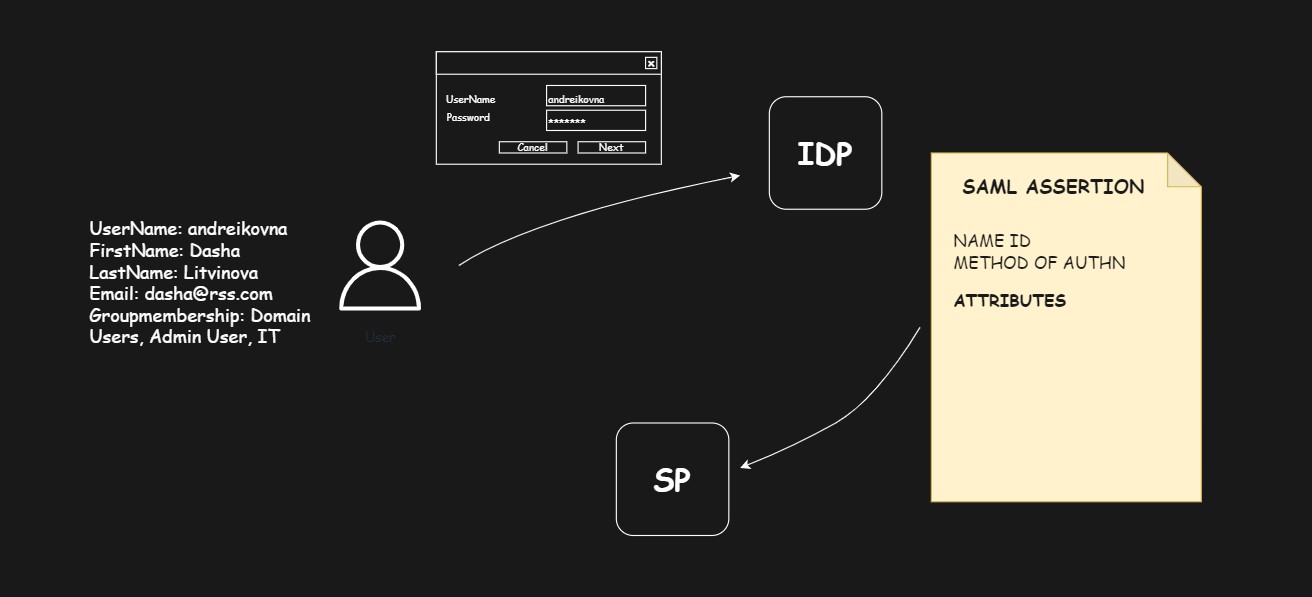 UserName
andreikovna
Password
*******
Cancel
Next
IDP
SAML ASSERTION
NAME ID
METHOD OF AUTHN
ATTRIBUTES
UserName: andreikovna
FirstName: Dasha
LastName: Litvinova
Email: dasha@rss.com
Groupmembership: Domain
Users, Admin User, IT
User
SP